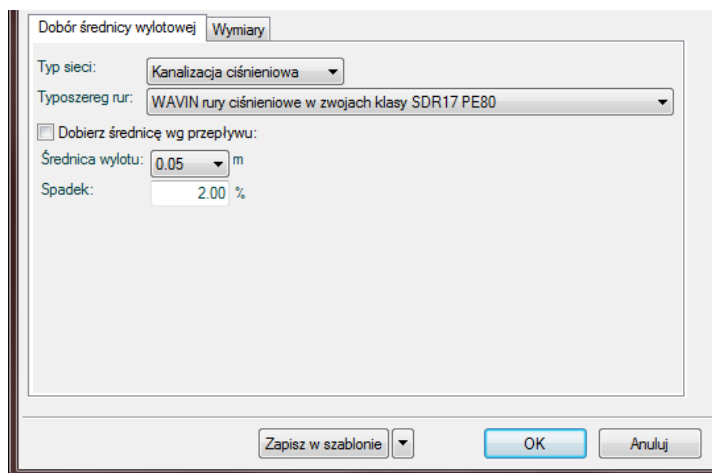 Dobór średnicy wylotowej Wymiary
Typ sieci: Kanalizacja ciśnieniowa
Typoszereg rur: WAVIN rury ciśnieniowe w zwojach klasy SDR17 PE80
Dobierz średnicę wg przepływu:
Średnica wylotu: 0.05 m
Spadek: 2.00 %
Zapisz w szablonie OK Anuluj